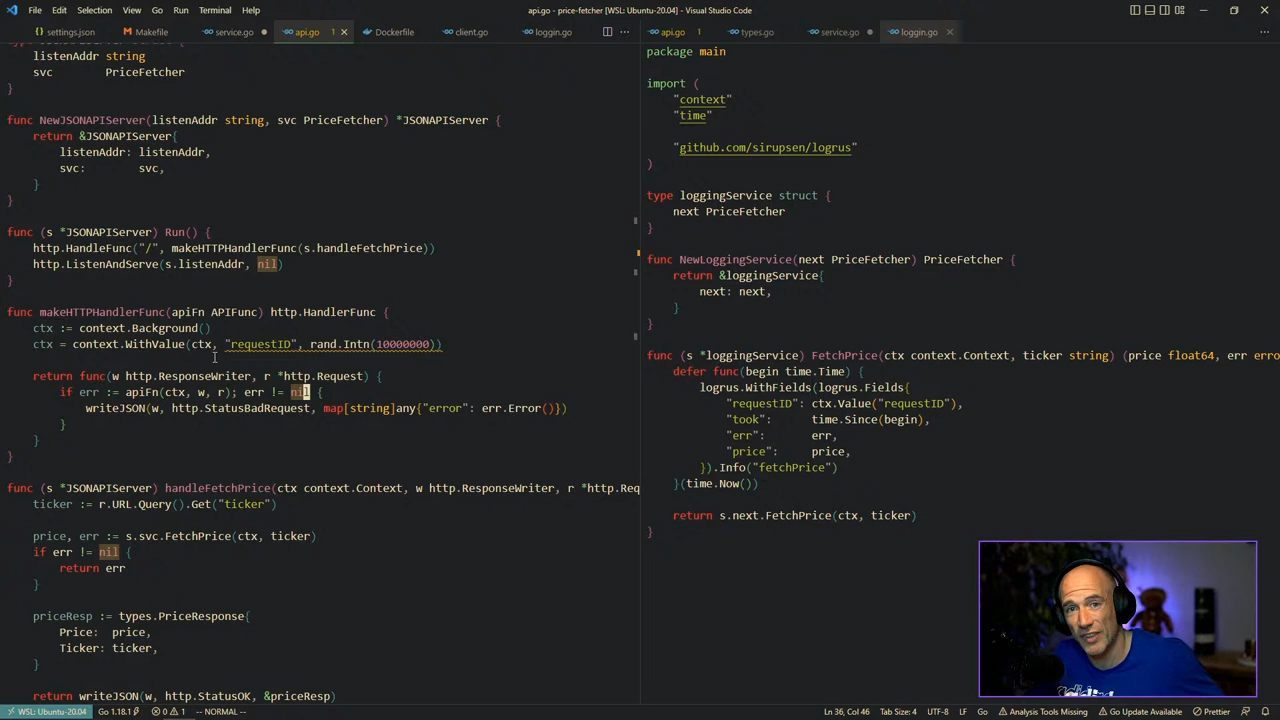 File Edit Selection View Go Run Terminal Help
api.go - price-fetcher [WSL: Ubuntu-20.04] - Visual Studio Code
settings.json Makefile service.go api.go 1 Dockerfile client.go loggin.go
listenAddr string
svc PriceFetcher
}
func NewJSONAPIServer(listenAddr string, svc PriceFetcher) *JSONAPIServer {
return &JSONAPIServer{
listenAddr: listenAddr,
svc: svc,
}
}
func (s *JSONAPIServer) Run() {
http.HandleFunc("/", makeHTTPHandlerFunc(s.handleFetchPrice))
http.ListenAndServe(s.listenAddr, nil)
}
func makeHTTPHandlerFunc(apiFn APIFunc) http.HandlerFunc {
ctx := context.Background()
ctx = context.WithValue(ctx, "requestID", rand.Intn(10000000))
return func(w http.ResponseWriter, r *http.Request) {
if err := apiFn(ctx, w, r); err != nil {
writeJSON(w, http.StatusBadRequest, map[string]any{"error": err.Error()})
}
}
}
func (s *JSONAPIServer) handleFetchPrice(ctx context.Context, w http.ResponseWriter, r *http.Req
ticker := r.URL.Query().Get("ticker")
price, err := s.svc.FetchPrice(ctx, ticker)
if err != nil {
return err
}
priceResp := types.PriceResponse{
Price: price,
Ticker: ticker,
}
return writeJSON(w, http.StatusOK, &priceResp)
api.go 1 types.go service.go loggin.go
package main
import (
"context"
"time"
"github.com/sirupsen/logrus"
)
type loggingService struct {
next PriceFetcher
}
func NewLoggingService(next PriceFetcher) PriceFetcher {
return &loggingService{
next: next,
}
}
func (s *loggingService) FetchPrice(ctx context.Context, ticker string) (price float64, err erro
defer func(begin time.Time) {
logrus.WithFields(logrus.Fields{
"requestID": ctx.Value("requestID"),
"took": time.Since(begin),
"err": err,
"price": price,
}).Info("fetchPrice")
}(time.Now())
return s.next.FetchPrice(ctx, ticker)
}
WSL: Ubuntu-20.04 Go 1.18.1 0 1 -- NORMAL -- Ln 36, Col 46 Tab Size: 4 UTF-8 LF Go Analysis Tools Missing Go Update Available Prettier